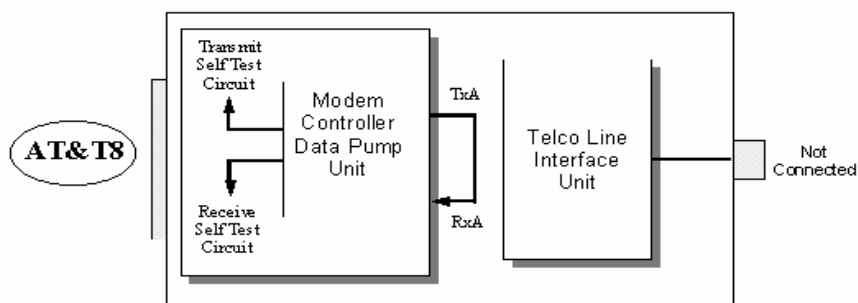 AT&T8
Transmit
Self Test
Circuit
Modem
Controller
Data Pump
Unit
Receive
Self Test
Circuit
TxA
RxA
Telco Line
Interface
Unit
Not
Connected